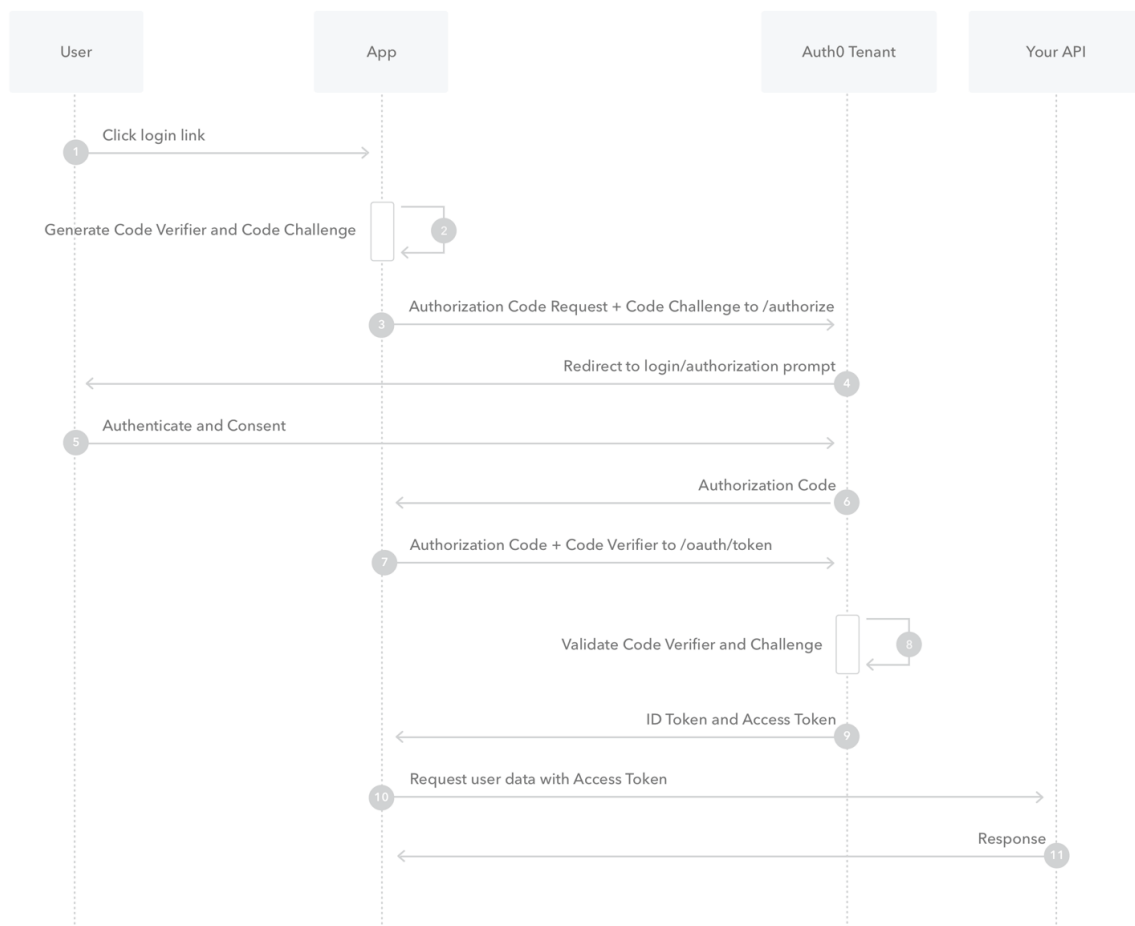 User
App
Auth0 Tenant
Your API
Click login link
1
Generate Code Verifier and Code Challenge
2
Authorization Code Request + Code Challenge to /authorize
3
Redirect to login/authorization prompt
4
Authenticate and Consent
5
Authorization Code
6
Authorization Code + Code Verifier to /oauth/token
7
Validate Code Verifier and Challenge
8
ID Token and Access Token
9
Request user data with Access Token
10
Response
11